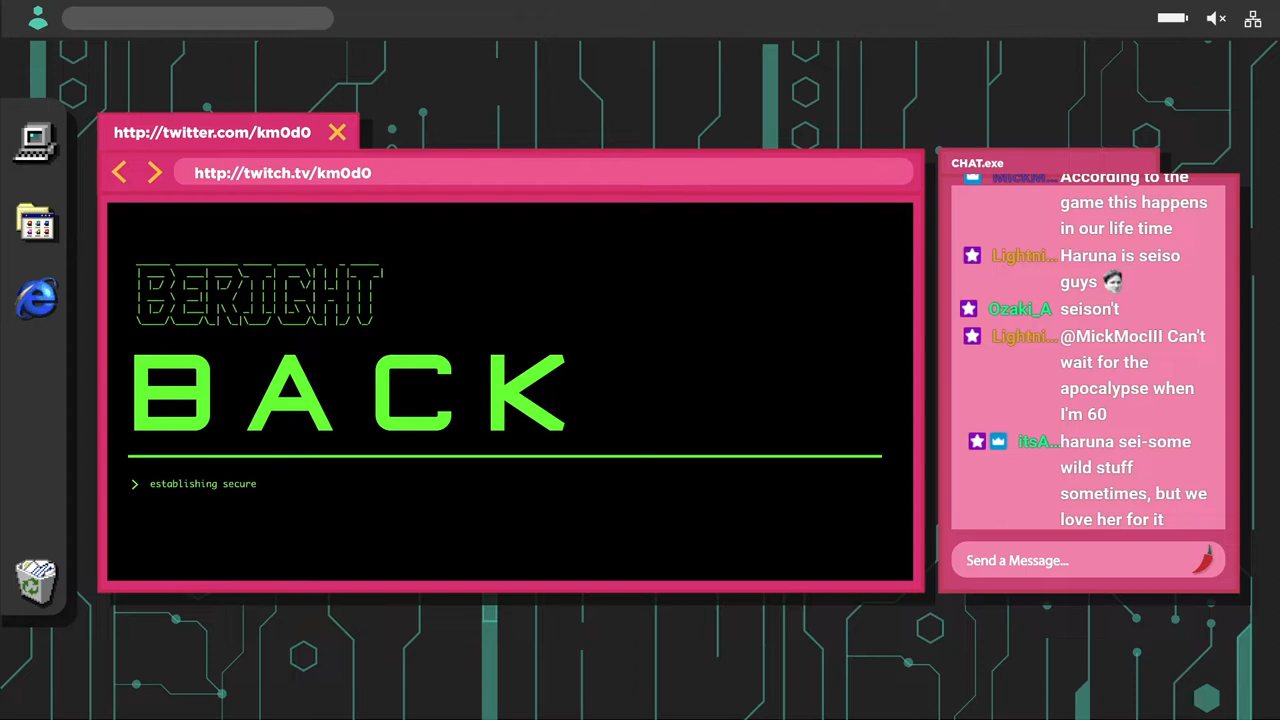 http://twitter.com/km0d0
http://twitch.tv/km0d0
BERIGHT
BACK
> establishing secure
CHAT.exe
MickM... According to the
game this happens
in our life time
Lightni... Haruna is seiso
guys
Ozaki_A seison't
Lightni... @MickMocIII Can't
wait for the
apocalypse when
I'm 60
itsA... haruna sei-some
wild stuff
sometimes, but we
love her for it
Send a Message...